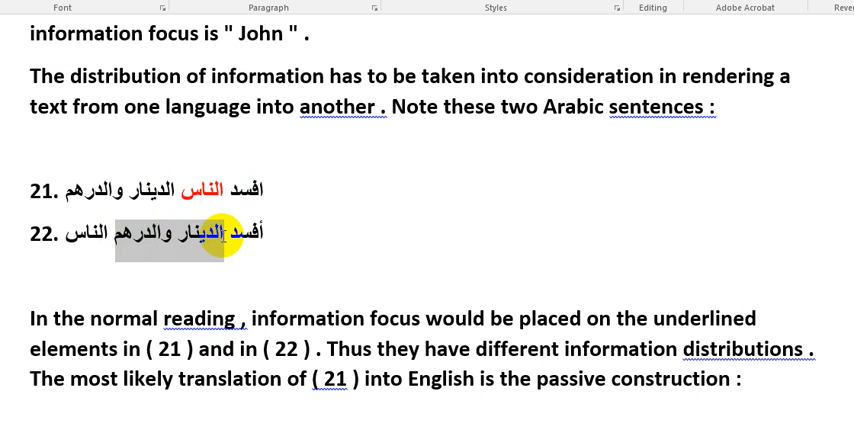 Font Paragraph Styles Editing Adobe Acrobat Rever
information focus is " John " .
The distribution of information has to be taken into consideration in rendering a
text from one language into another . Note these two Arabic sentences :
21. افسد الناس الدينار والدرهم
22. أفسد الدينار والدرهم الناس
In the normal reading , information focus would be placed on the underlined
elements in ( 21 ) and in ( 22 ) . Thus they have different information distributions .
The most likely translation of ( 21 ) into English is the passive construction :